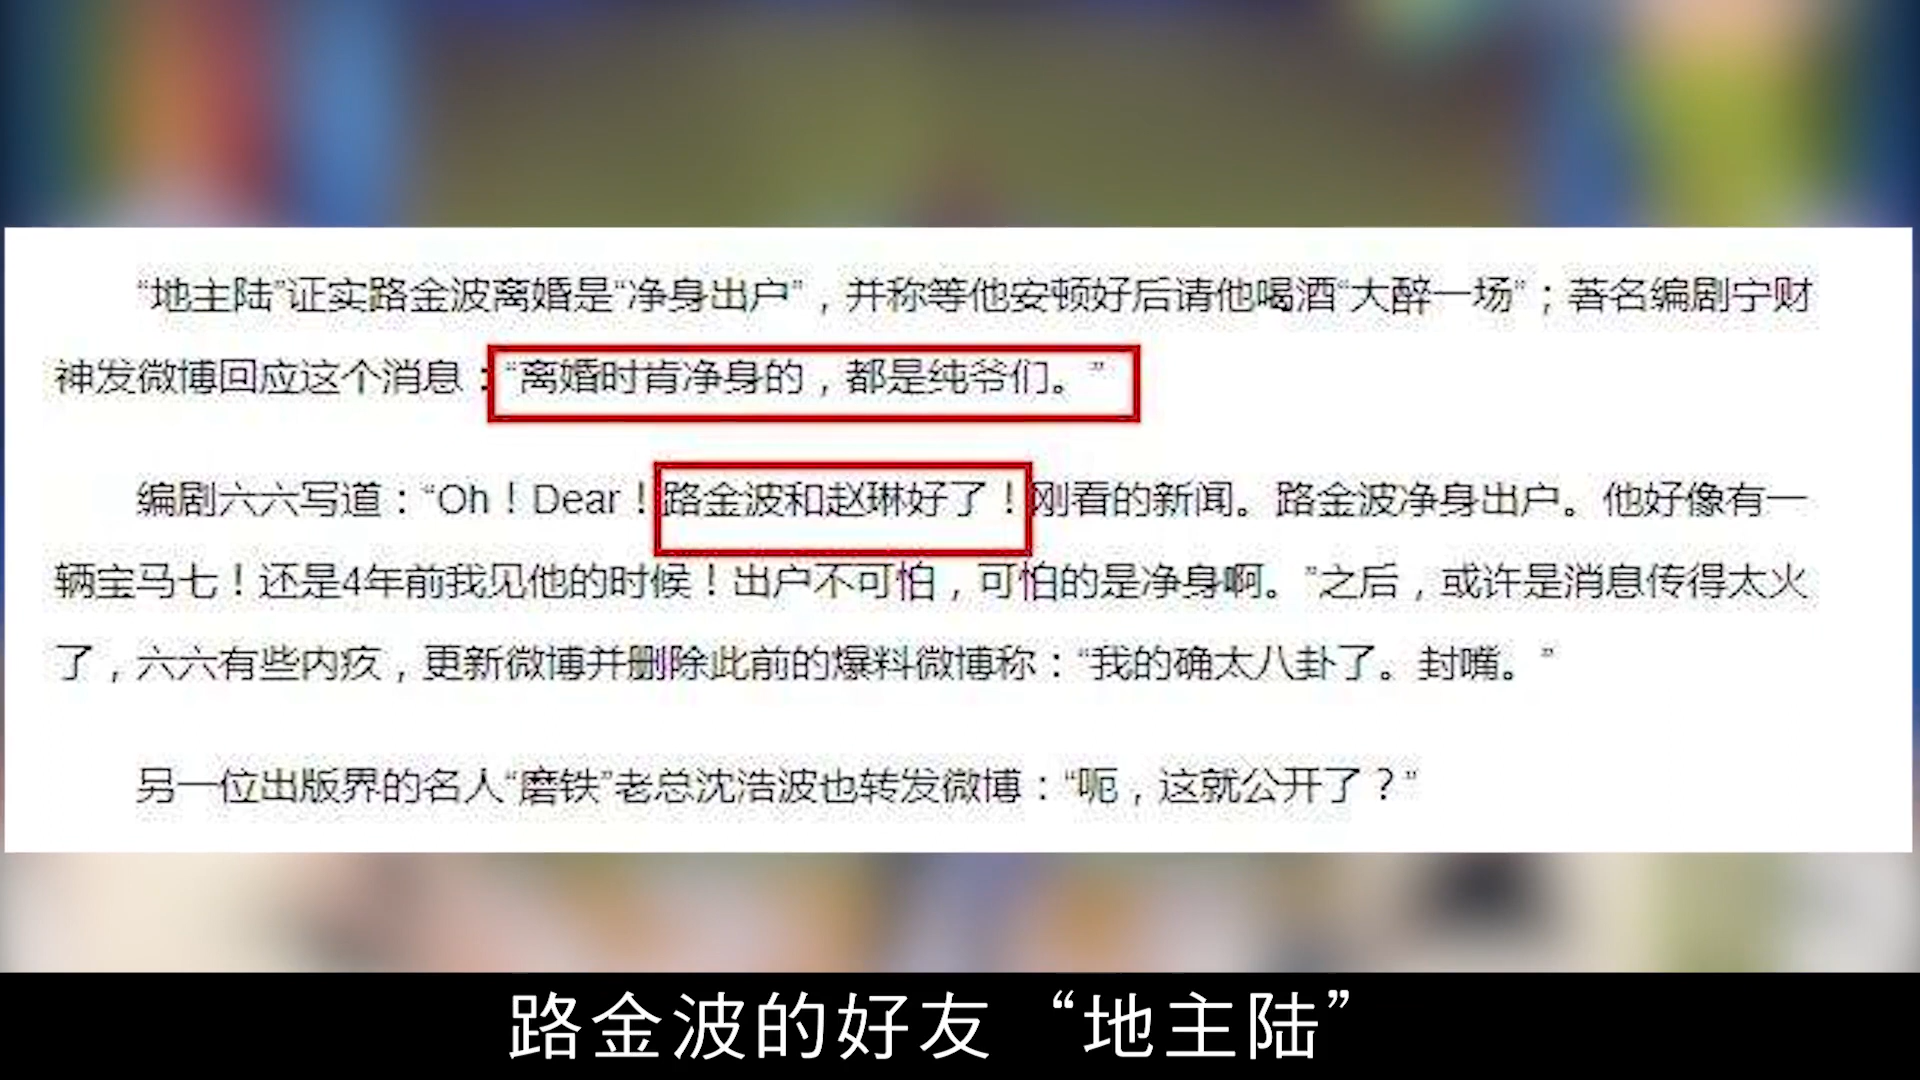 “地主陆”证实路金波离婚是“净身出户”，并称等他安顿好后请他喝酒“大醉一场”；著名编剧宁财
神发微博回应这个消息：“离婚时肯净身的，都是纯爷们。”
编剧六六写道：“Oh！Dear！路金波和赵琳好了！刚看的新闻。路金波净身出户。他好像有一
辆宝马七！还是4年前我见他的时候！出户不可怕，可怕的是净身啊。”之后，或许是消息传得太火
了，六六有些内疚，更新微博并删除此前的爆料微博称：“我的确太八卦了。封嘴。”
另一位出版界的名人“磨铁”老总沈浩波也转发微博：“呃，这就公开了？”
路金波的好友“地主陆”